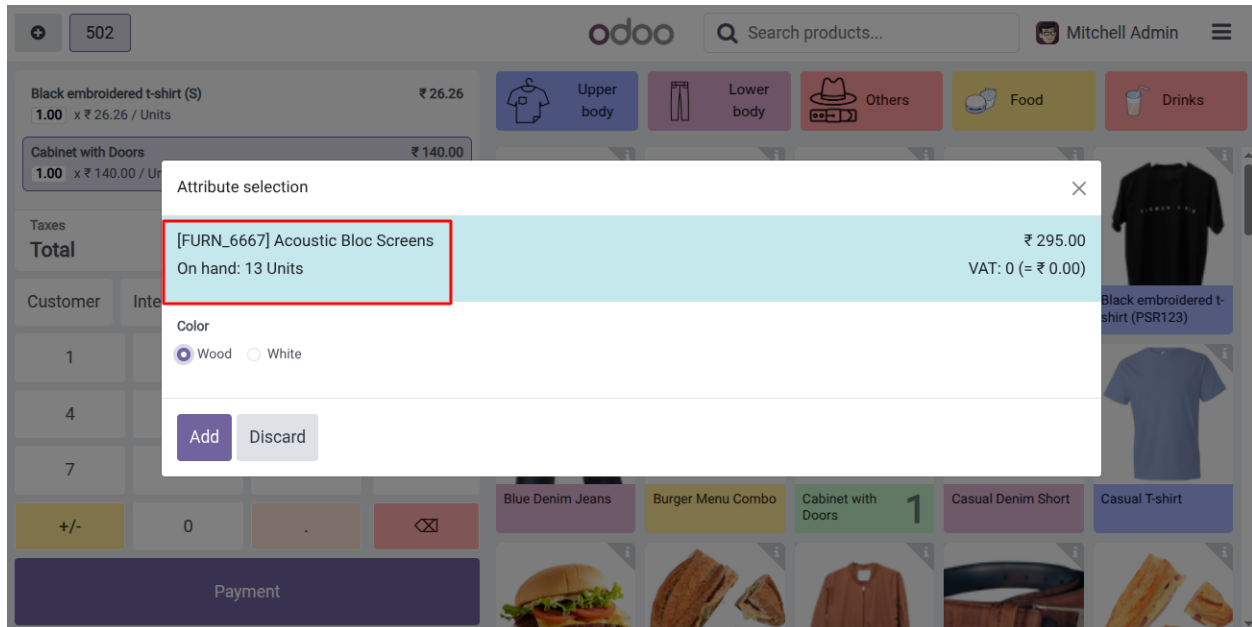 502
odoo
Search products...
Mitchell Admin
Black embroidered t-shirt (S)
₹ 26.26
1.00 x ₹ 26.26 / Units
Cabinet with Doors
₹ 140.00
1.00 x ₹ 140.00 / Un
Taxes
Total
Customer
Inte
1
4
7
+/-
0
.
Payment
Upper body
Lower body
Others
Food
Drinks
Attribute selection
[FURN_6667] Acoustic Bloc Screens
₹ 295.00
On hand: 13 Units
VAT: 0 (= ₹ 0.00)
Color
Wood
White
Add
Discard
Black embroidered t-
shirt (PSR123)
Blue Denim Jeans
Burger Menu Combo
Cabinet with
Doors
1
Casual Denim Short
Casual T-shirt